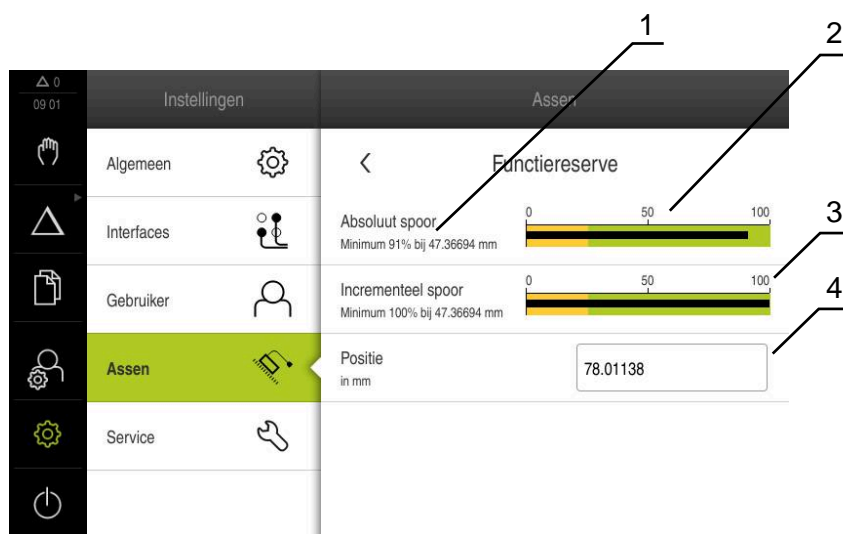 1
2
3
4
△ 0
09 01
Instellingen
Assen
Algemeen
Interfaces
Gebruiker
Assen
Service
Functiereserve
Absoluut spoor
Minimum 91% bij 47.36694 mm
0 50 100
Incrementeel spoor
Minimum 100% bij 47.36694 mm
0 50 100
Positie
in mm
78.01138